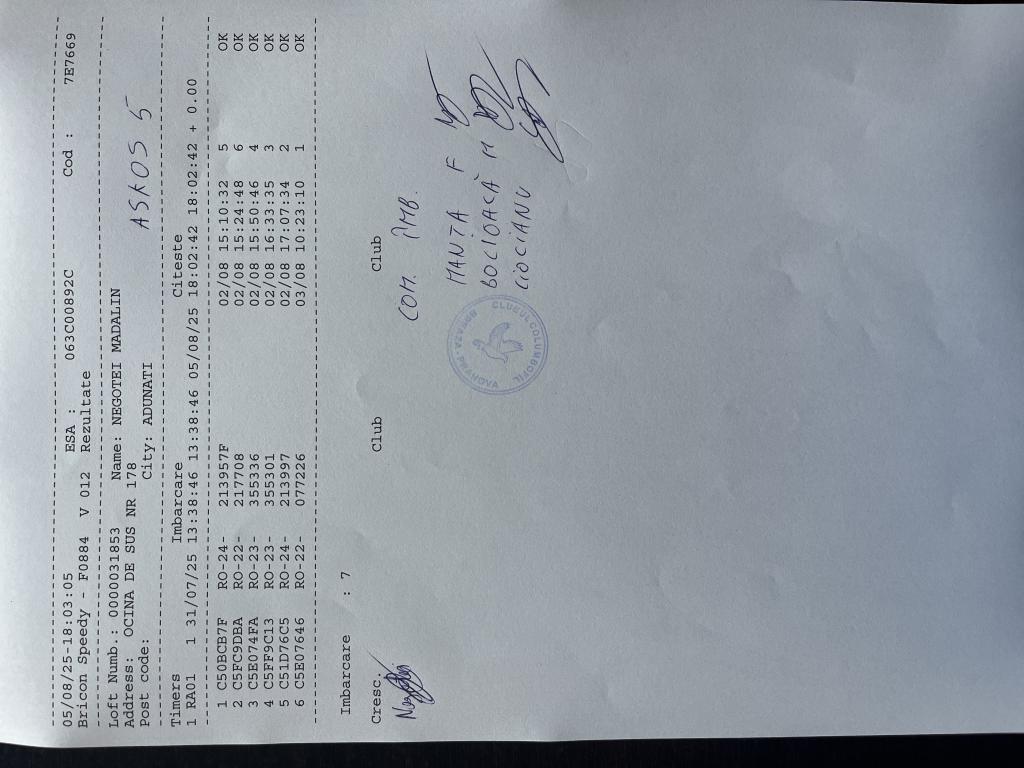 05/08/25-18:03:05 ESA : 063C00892C Cod : 7E7669
Bricon Speedy - F0884 V 012 Rezultate
Loft Numb.: 0000031853 Name: NEGOTEI MADALIN
Address: OCINA DE SUS NR 178
Post code: City: ADUNATI
ASKOS 5
Timers Imbarcare Citeste
1 RA01 1 31/07/25 13:38:46 13:38:46 05/08/25 18:02:42 18:02:42 + 0.00
1 C50BCB7F RO-24- 213957F 02/08 15:10:32 5 OK
2 C5FC9DBA RO-22- 217708 02/08 15:24:48 6 OK
3 C5E074FA RO-23- 355336 02/08 15:50:46 4 OK
4 C5FF9C13 RO-23- 355301 02/08 16:33:35 3 OK
5 C51D76C5 RO-24- 213997 02/08 17:07:34 2 OK
6 C5E07646 RO-22- 077226 03/08 10:23:10 1 OK
Imbarcare : 7
Cresc. Club Club
COM. ÎMB.
MANȚA F
BOCIOACĂ M
CIOCIANU
CLUBUL COLUMBOFIL
BREAZA-PRAHOVA